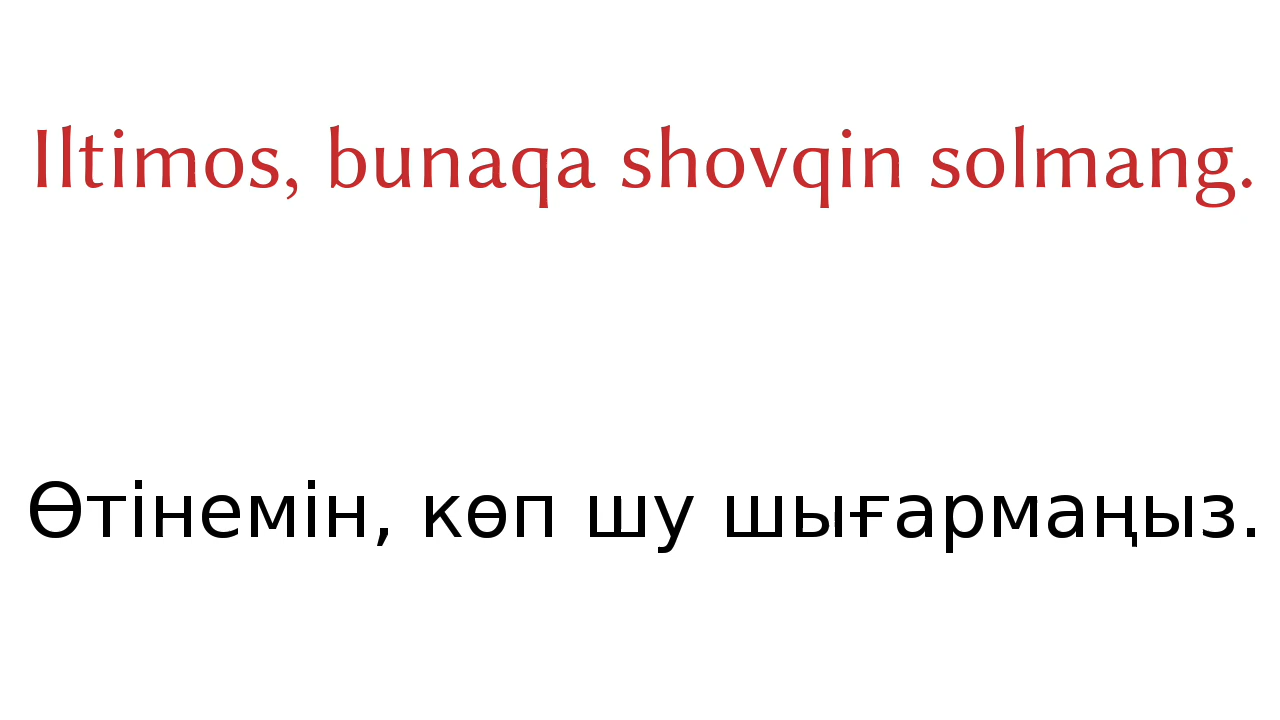 Iltimos, bunaqa shovqin solmang.
Өтінемін, көп шу шығармаңыз.